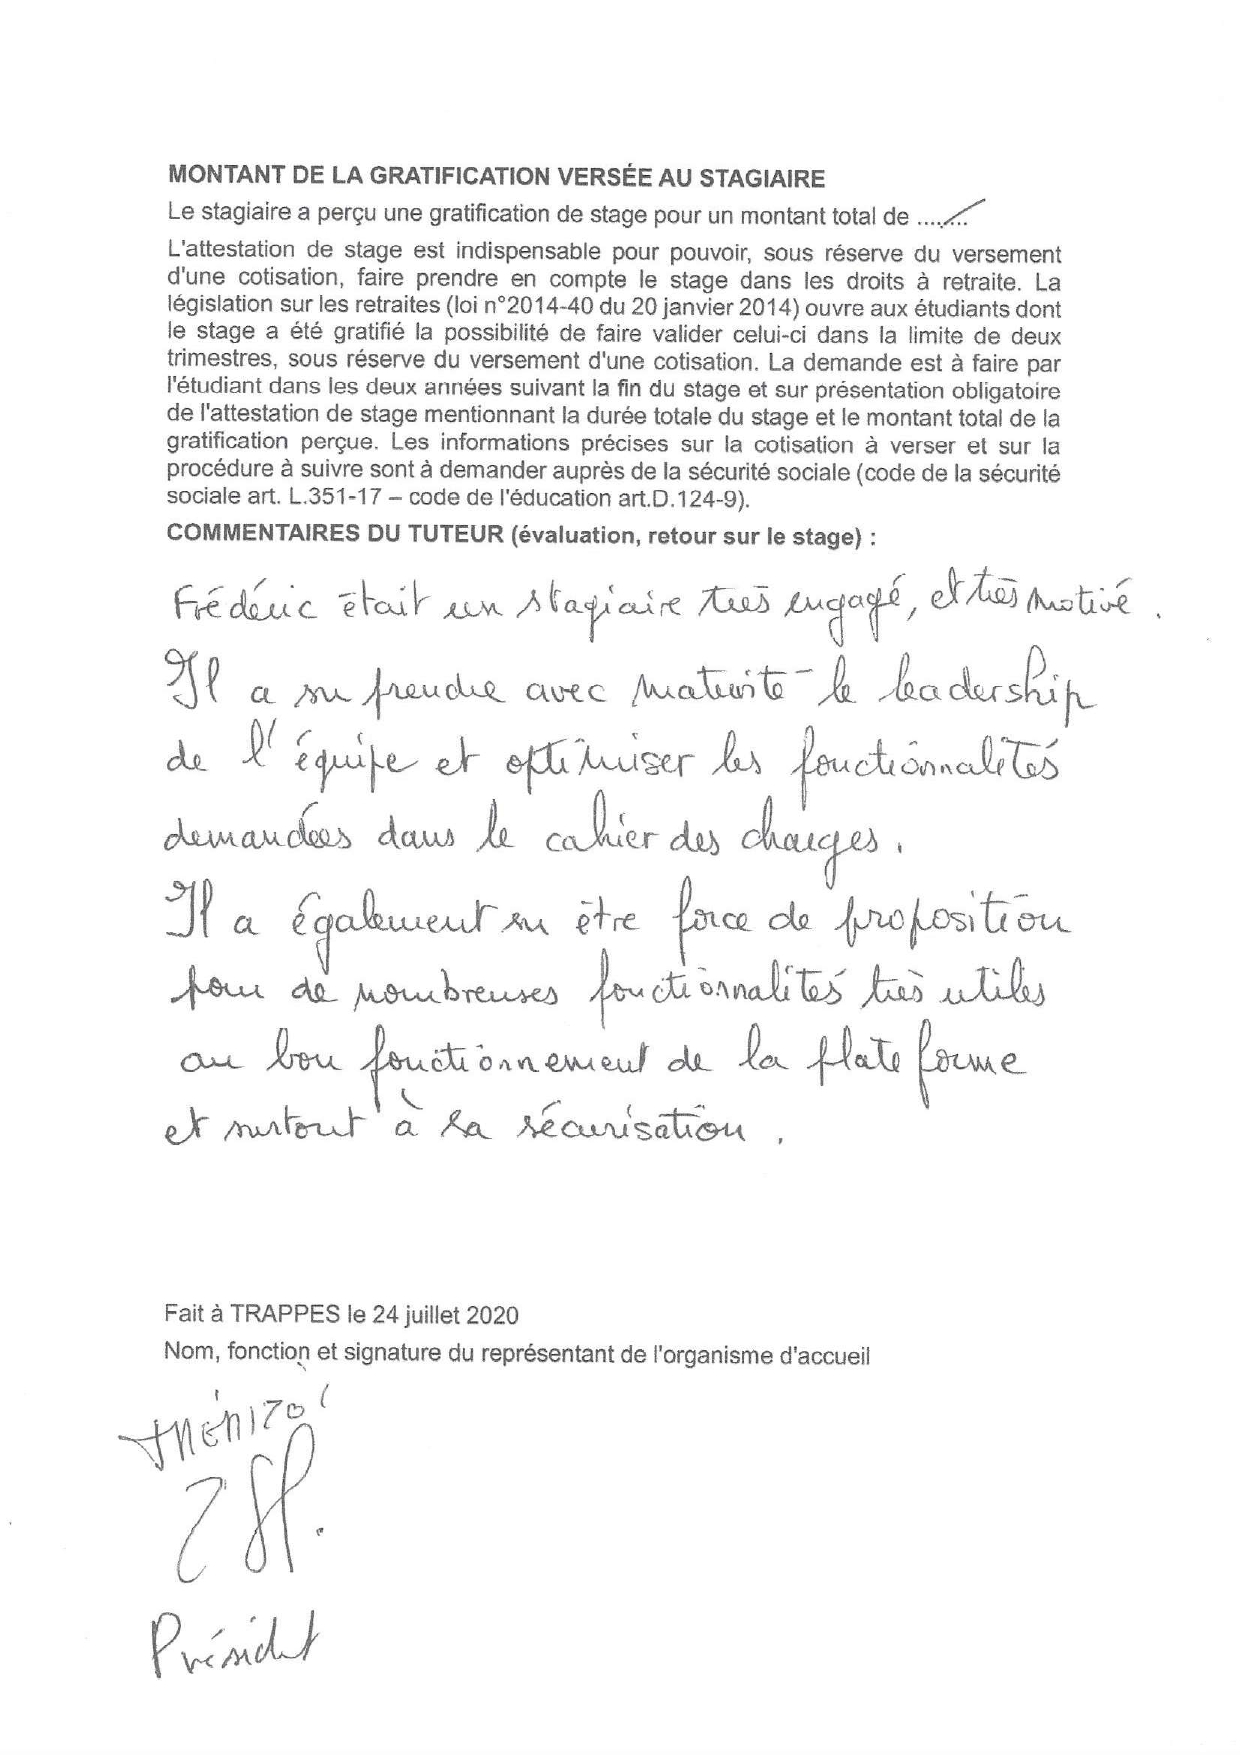 MONTANT DE LA GRATIFICATION VERSÉE AU STAGIAIRE
Le stagiaire a perçu une gratification de stage pour un montant total de .......
L'attestation de stage est indispensable pour pouvoir, sous réserve du versement
d'une cotisation, faire prendre en compte le stage dans les droits à retraite. La
législation sur les retraites (loi n°2014-40 du 20 janvier 2014) ouvre aux étudiants dont
le stage a été gratifié la possibilité de faire valider celui-ci dans la limite de deux
trimestres, sous réserve du versement d'une cotisation. La demande est à faire par
l'étudiant dans les deux années suivant la fin du stage et sur présentation obligatoire
de l'attestation de stage mentionnant la durée totale du stage et le montant total de la
gratification perçue. Les informations précises sur la cotisation à verser et sur la
procédure à suivre sont à demander auprès de la sécurité sociale (code de la sécurité
sociale art. L.351-17 – code de l'éducation art.D.124-9).
COMMENTAIRES DU TUTEUR (évaluation, retour sur le stage) :
Frédéric était un stagiaire très engagé, et très motivé.
Il a su prendre avec maturité le leadership
de l'équipe et optimiser les fonctionnalités
demandées dans le cahier des charges.
Il a également su être force de proposition
pour de nombreuses fonctionnalités très utiles
au bon fonctionnement de la plate forme
et surtout à sa sécurisation.
Fait à TRAPPES le 24 juillet 2020
Nom, fonction et signature du représentant de l'organisme d'accueil
Président